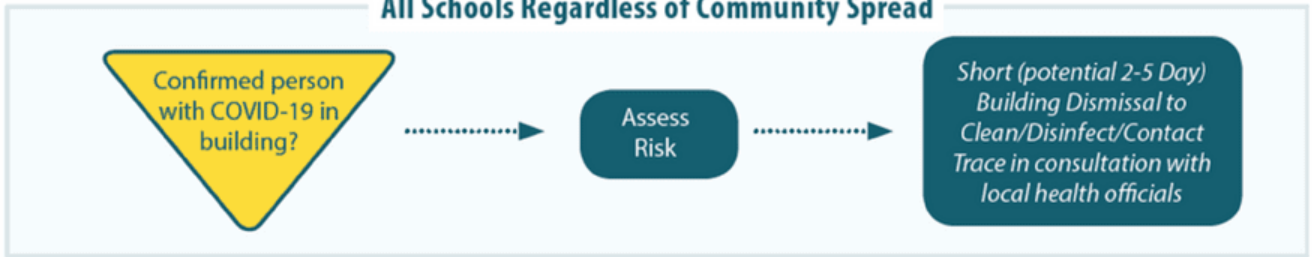 All Schools Regardless of Community Spread
Confirmed person
with COVID-19 in
building?
Assess
Risk
Short (potential 2-5 Day)
Building Dismissal to
Clean/Disinfect/Contact
Trace in consultation with
local health officials